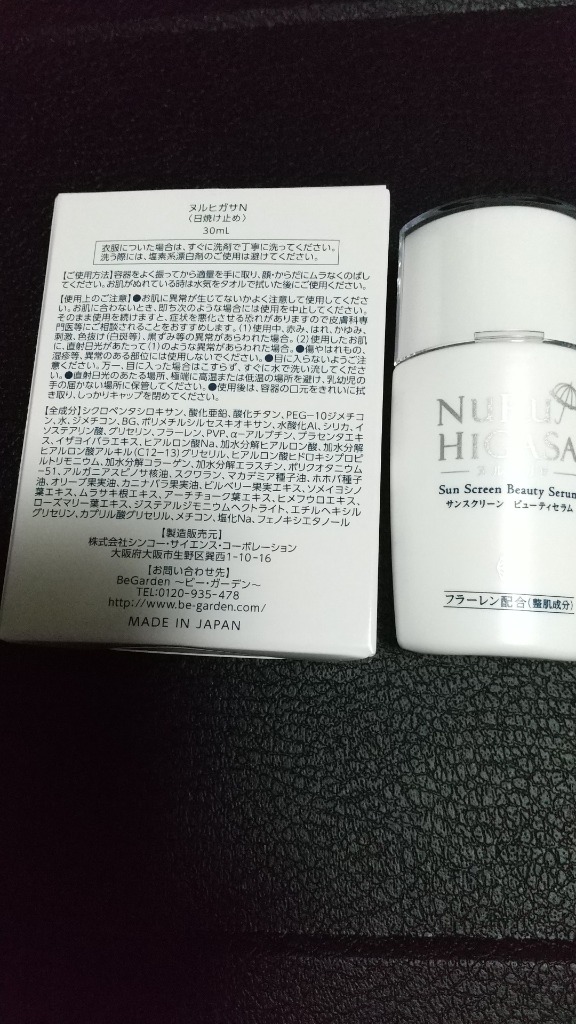 ヌルヒガサN
(日焼け止め)
30mL
衣服についた場合は、すぐに洗剤で丁寧に洗ってください。
洗う際には、塩素系漂白剤のご使用は避けてください。
【ご使用方法】容器をよく振ってから適量を手に取り、顔・からだにムラなくのばし
てください。お肌がぬれている時は水気をタオルで拭いた後にご使用ください。
【使用上のご注意】●お肌に異常が生じてないかよく注意して使用してくださ
い。お肌に合わないとき、即ち次のような場合には使用を中止してください。
そのまま使用を続けますと、症状を悪化させる恐れがありますので皮膚科専
門医等にご相談されることをおすすめします。(1)使用中、赤み、はれ、かゆみ、
刺激、色抜け(白斑等)、黒ずみ等の異常があらわれた場合。(2)使用したお肌
に、直射日光があたって(1)のような異常があらわれた場合。●傷やはれもの、
湿疹等、異常のある部位には使用しないでください。●目に入らないようご注
意ください。万一、目に入った場合はこすらず、すぐに水で洗い流してくださ
い。●直射日光のあたる場所、極端に高温または低温の場所を避け、乳幼児の
手の届かない場所に保管してください。●使用後は、容器の口元をきれいに拭
き取り、しっかりキャップを閉めてください。
【全成分】シクロペンタシロキサン、酸化亜鉛、酸化チタン、PEG-10ジメチコ
ン、水、ジメチコン、BG、ポリメチルシルセスキオキサン、水酸化Al、シリカ、イ
ソステアリン酸、グリセリン、フラーレン、PVP、α-アルブチン、プラセンタエキ
ス、イザヨイバラエキス、ヒアルロン酸Na、加水分解ヒアルロン酸、加水分解
ヒアルロン酸アルキル(C12-13)グリセリル、ヒアルロン酸ヒドロキシプロピ
ルトリモニウム、加水分解コラーゲン、加水分解エラスチン、ポリクオタニウム
-51、アルガニアスピノサ核油、スクワラン、マカデミア種子油、ホホバ種子
油、オリーブ果実油、カニナバラ果実油、ビルベリー果実エキス、ソメイヨシノ
葉エキス、ムラサキ根エキス、アーチチョーク葉エキス、ヒメフウロエキス、
ローズマリー葉エキス、ジステアルジモニウムヘクトライト、エチルヘキシル
グリセリン、カプリル酸グリセリル、メチコン、塩化Na、フェノキシエタノール
【製造販売元】
株式会社シンコー・サイエンス・コーポレーション
大阪府大阪市生野区巽西1-10-16
【お問い合わせ先】
BeGarden ～ビー・ガーデン～
TEL:0120-935-478
http://www.be-garden.com/
MADE IN JAPAN
NURU
HIGASA
Sun Screen Beauty Serum
サンスクリーン ビューティセラム
フラーレン配合(整肌成分)